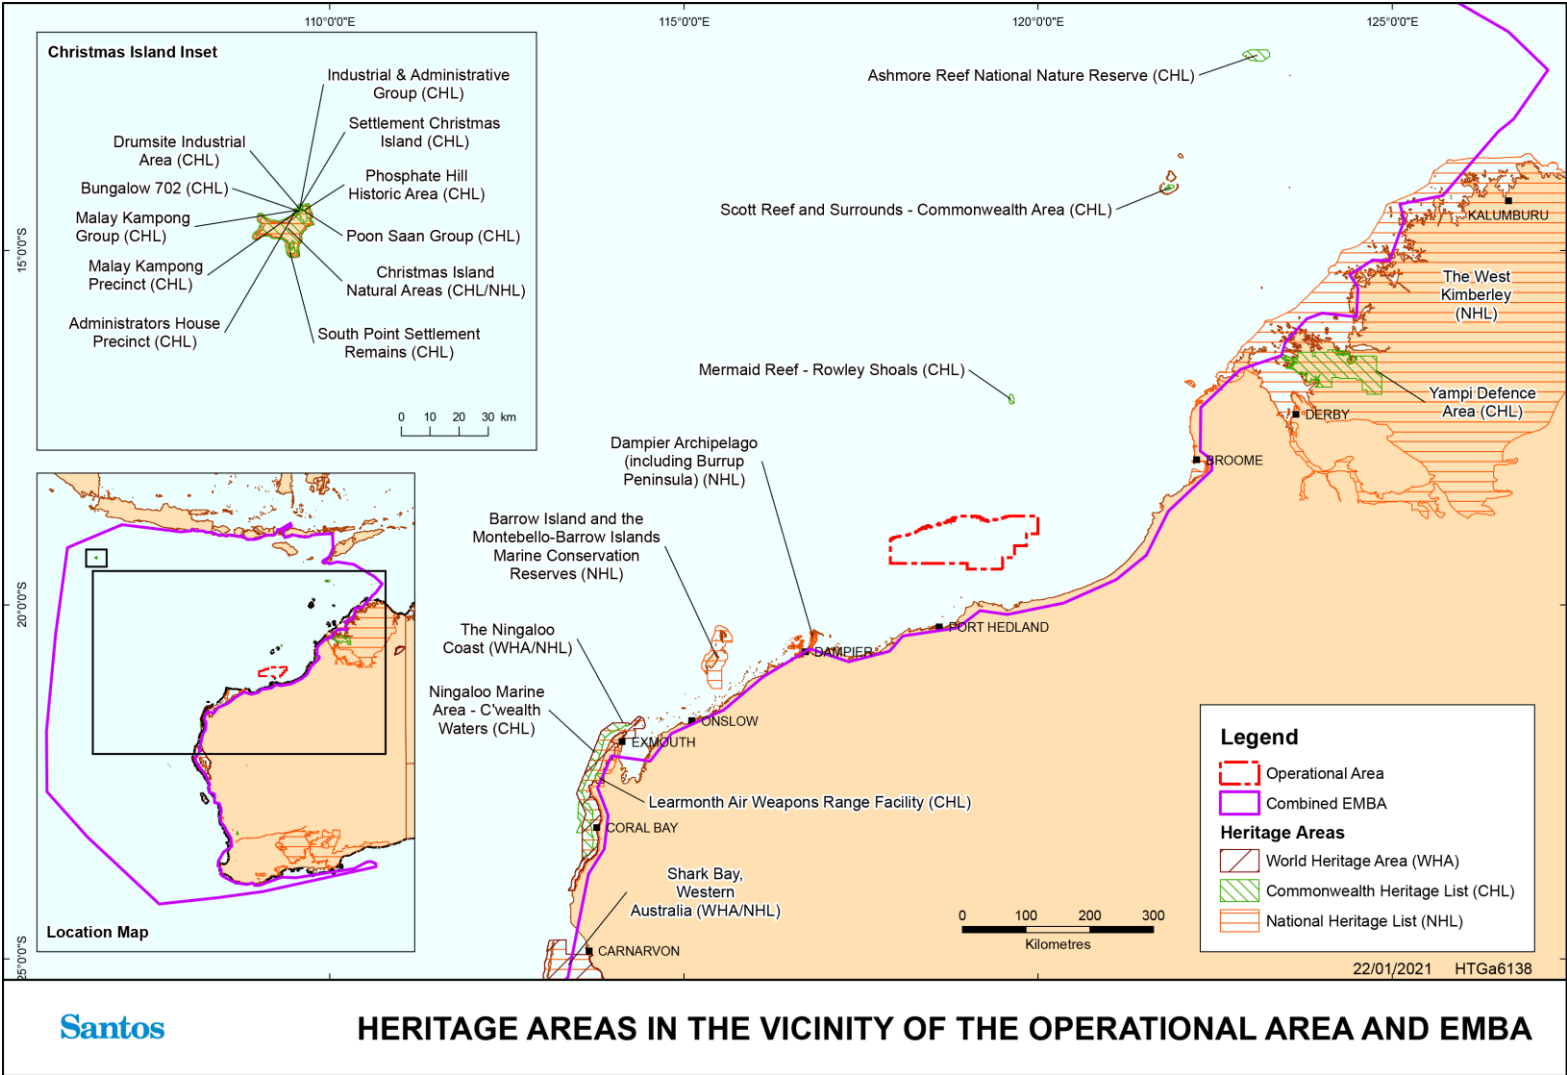 110°0'0"E
115°0'0"E
120°0'0"E
125°0'0"E
15°0'0"S
20°0'0"S
25°0'0"S
Christmas Island Inset
Industrial & Administrative
Group (CHL)
Settlement Christmas
Island (CHL)
Drumsite Industrial
Area (CHL)
Phosphate Hill
Historic Area (CHL)
Bungalow 702 (CHL)
Malay Kampong
Group (CHL)
Poon Saan Group (CHL)
Malay Kampong
Precinct (CHL)
Christmas Island
Natural Areas (CHL/NHL)
Administrators House
Precinct (CHL)
South Point Settlement
Remains (CHL)
0 10 20 30 km
Ashmore Reef National Nature Reserve (CHL)
Scott Reef and Surrounds - Commonwealth Area (CHL)
KALUMBURU
The West
Kimberley
(NHL)
Mermaid Reef - Rowley Shoals (CHL)
Yampi Defence
Area (CHL)
DERBY
BROOME
Dampier Archipelago
(including Burrup
Peninsula) (NHL)
Barrow Island and the
Montebello-Barrow Islands
Marine Conservation
Reserves (NHL)
The Ningaloo
Coast (WHA/NHL)
PORT HEDLAND
DAMPIER
Ningaloo Marine
Area - C'wealth
Waters (CHL)
ONSLOW
EXMOUTH
Learmonth Air Weapons Range Facility (CHL)
CORAL BAY
Shark Bay,
Western
Australia (WHA/NHL)
CARNARVON
0 100 200 300
Kilometres
Location Map
Legend
Operational Area
Combined EMBA
Heritage Areas
World Heritage Area (WHA)
Commonwealth Heritage List (CHL)
National Heritage List (NHL)
22/01/2021 HTGa6138
Santos
HERITAGE AREAS IN THE VICINITY OF THE OPERATIONAL AREA AND EMBA